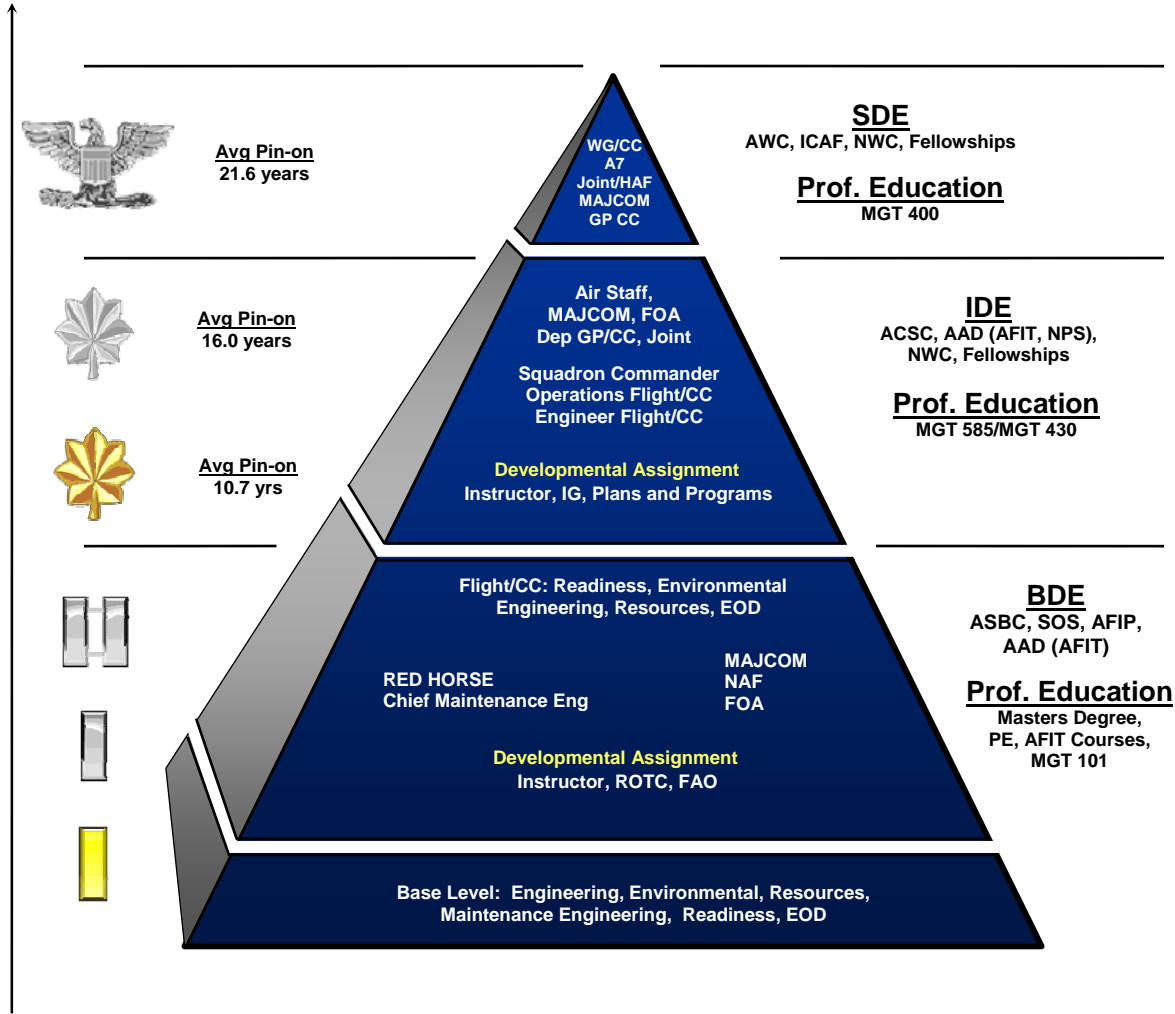 WG/CC
A7
Joint/HAF
MAJCOM
GP CC
Avg Pin-on
21.6 years
SDE
AWC, ICAF, NWC, Fellowships
Prof. Education
MGT 400
Avg Pin-on
16.0 years
Air Staff,
MAJCOM, FOA
Dep GP/CC, Joint
Squadron Commander
Operations Flight/CC
Engineer Flight/CC
Developmental Assignment
Instructor, IG, Plans and Programs
IDE
ACSC, AAD (AFIT, NPS),
NWC, Fellowships
Prof. Education
MGT 585/MGT 430
Avg Pin-on
10.7 yrs
Flight/CC: Readiness, Environmental
Engineering, Resources, EOD
RED HORSE
Chief Maintenance Eng
MAJCOM
NAF
FOA
Developmental Assignment
Instructor, ROTC, FAO
BDE
ASBC, SOS, AFIP,
AAD (AFIT)
Prof. Education
Masters Degree,
PE, AFIT Courses,
MGT 101
Base Level: Engineering, Environmental, Resources,
Maintenance Engineering, Readiness, EOD